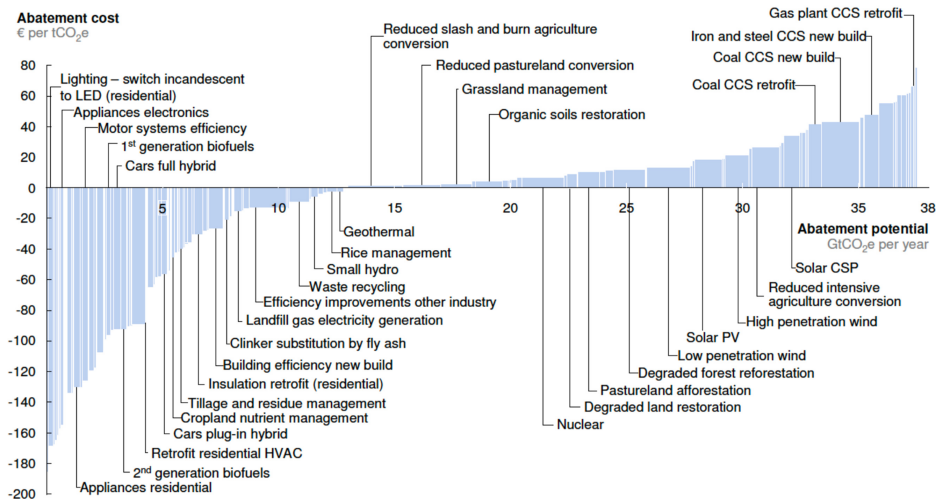 Abatement cost
€ per tCO2e
80
60
40
20
0
-20
-40
-60
-80
-100
-120
-140
-160
-180
-200
Lighting – switch incandescent
to LED (residential)
Appliances electronics
Motor systems efficiency
1st generation biofuels
Cars full hybrid
Reduced slash and burn agriculture
conversion
Reduced pastureland conversion
Grassland management
Organic soils restoration
Gas plant CCS retrofit
Iron and steel CCS new build
Coal CCS new build
Coal CCS retrofit
5
10
15
20
25
30
35
38
Abatement potential
GtCO2e per year
Geothermal
Rice management
Small hydro
Waste recycling
Efficiency improvements other industry
Landfill gas electricity generation
Clinker substitution by fly ash
Building efficiency new build
Insulation retrofit (residential)
Tillage and residue management
Cropland nutrient management
Cars plug-in hybrid
Retrofit residential HVAC
2nd generation biofuels
Appliances residential
Solar CSP
Reduced intensive
agriculture conversion
High penetration wind
Solar PV
Low penetration wind
Degraded forest reforestation
Pastureland afforestation
Degraded land restoration
Nuclear